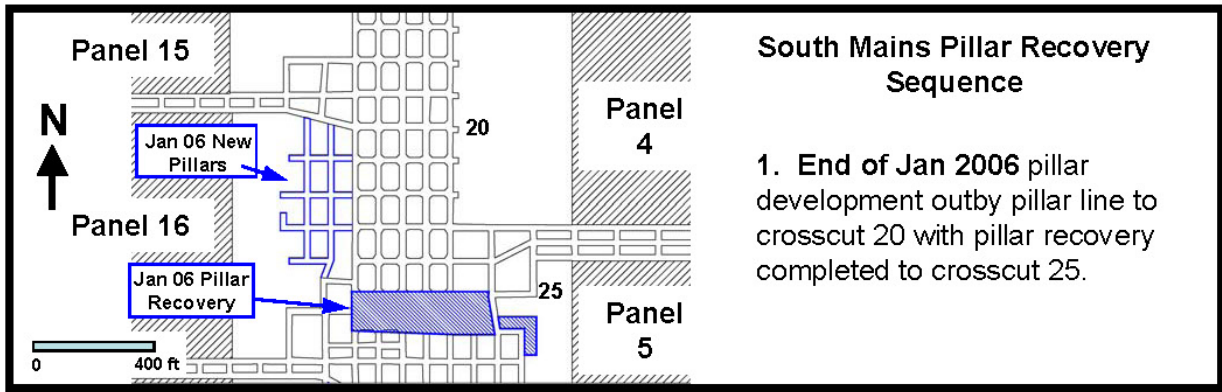 Panel 15
N
Jan 06 New
Pillars
Panel 16
Jan 06 Pillar
Recovery
0
400 ft
20
25
Panel
4
Panel
5
South Mains Pillar Recovery
Sequence
1. End of Jan 2006 pillar
development outby pillar line to
crosscut 20 with pillar recovery
completed to crosscut 25.